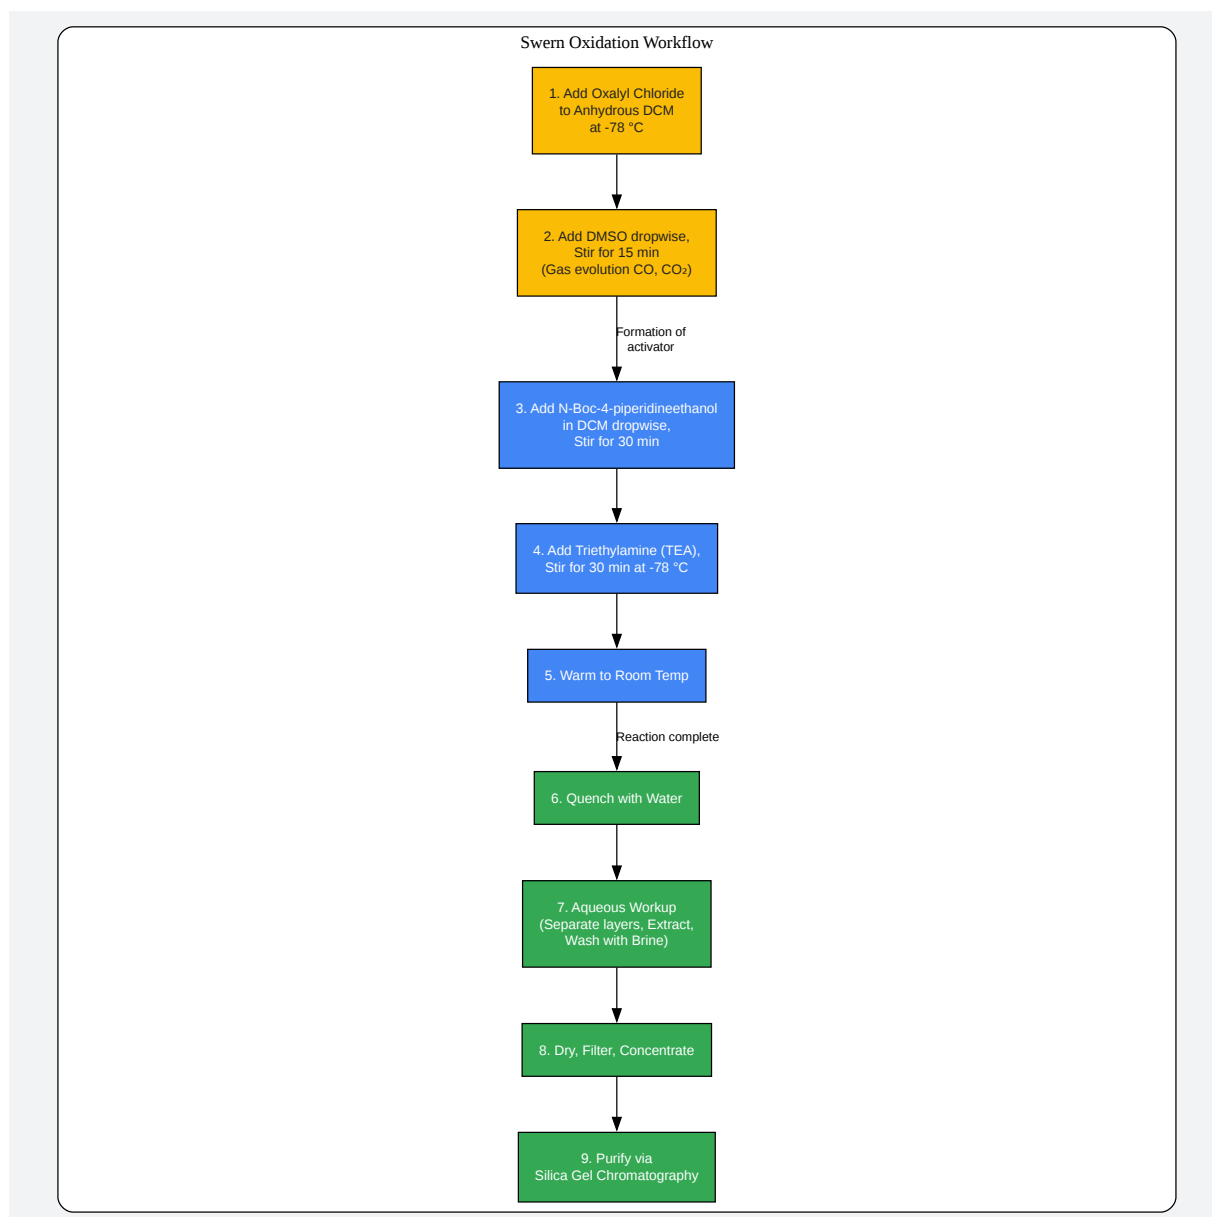 Swern Oxidation Workflow
1. Add Oxalyl Chloride
to Anhydrous DCM
at -78 °C
2. Add DMSO dropwise,
Stir for 15 min
(Gas evolution CO, CO₂)
Formation of
activator
3. Add N-Boc-4-piperidineethanol
in DCM dropwise,
Stir for 30 min
4. Add Triethylamine (TEA),
Stir for 30 min at -78 °C
5. Warm to Room Temp
Reaction complete
6. Quench with Water
7. Aqueous Workup
(Separate layers, Extract,
Wash with Brine)
8. Dry, Filter, Concentrate
9. Purify via
Silica Gel Chromatography